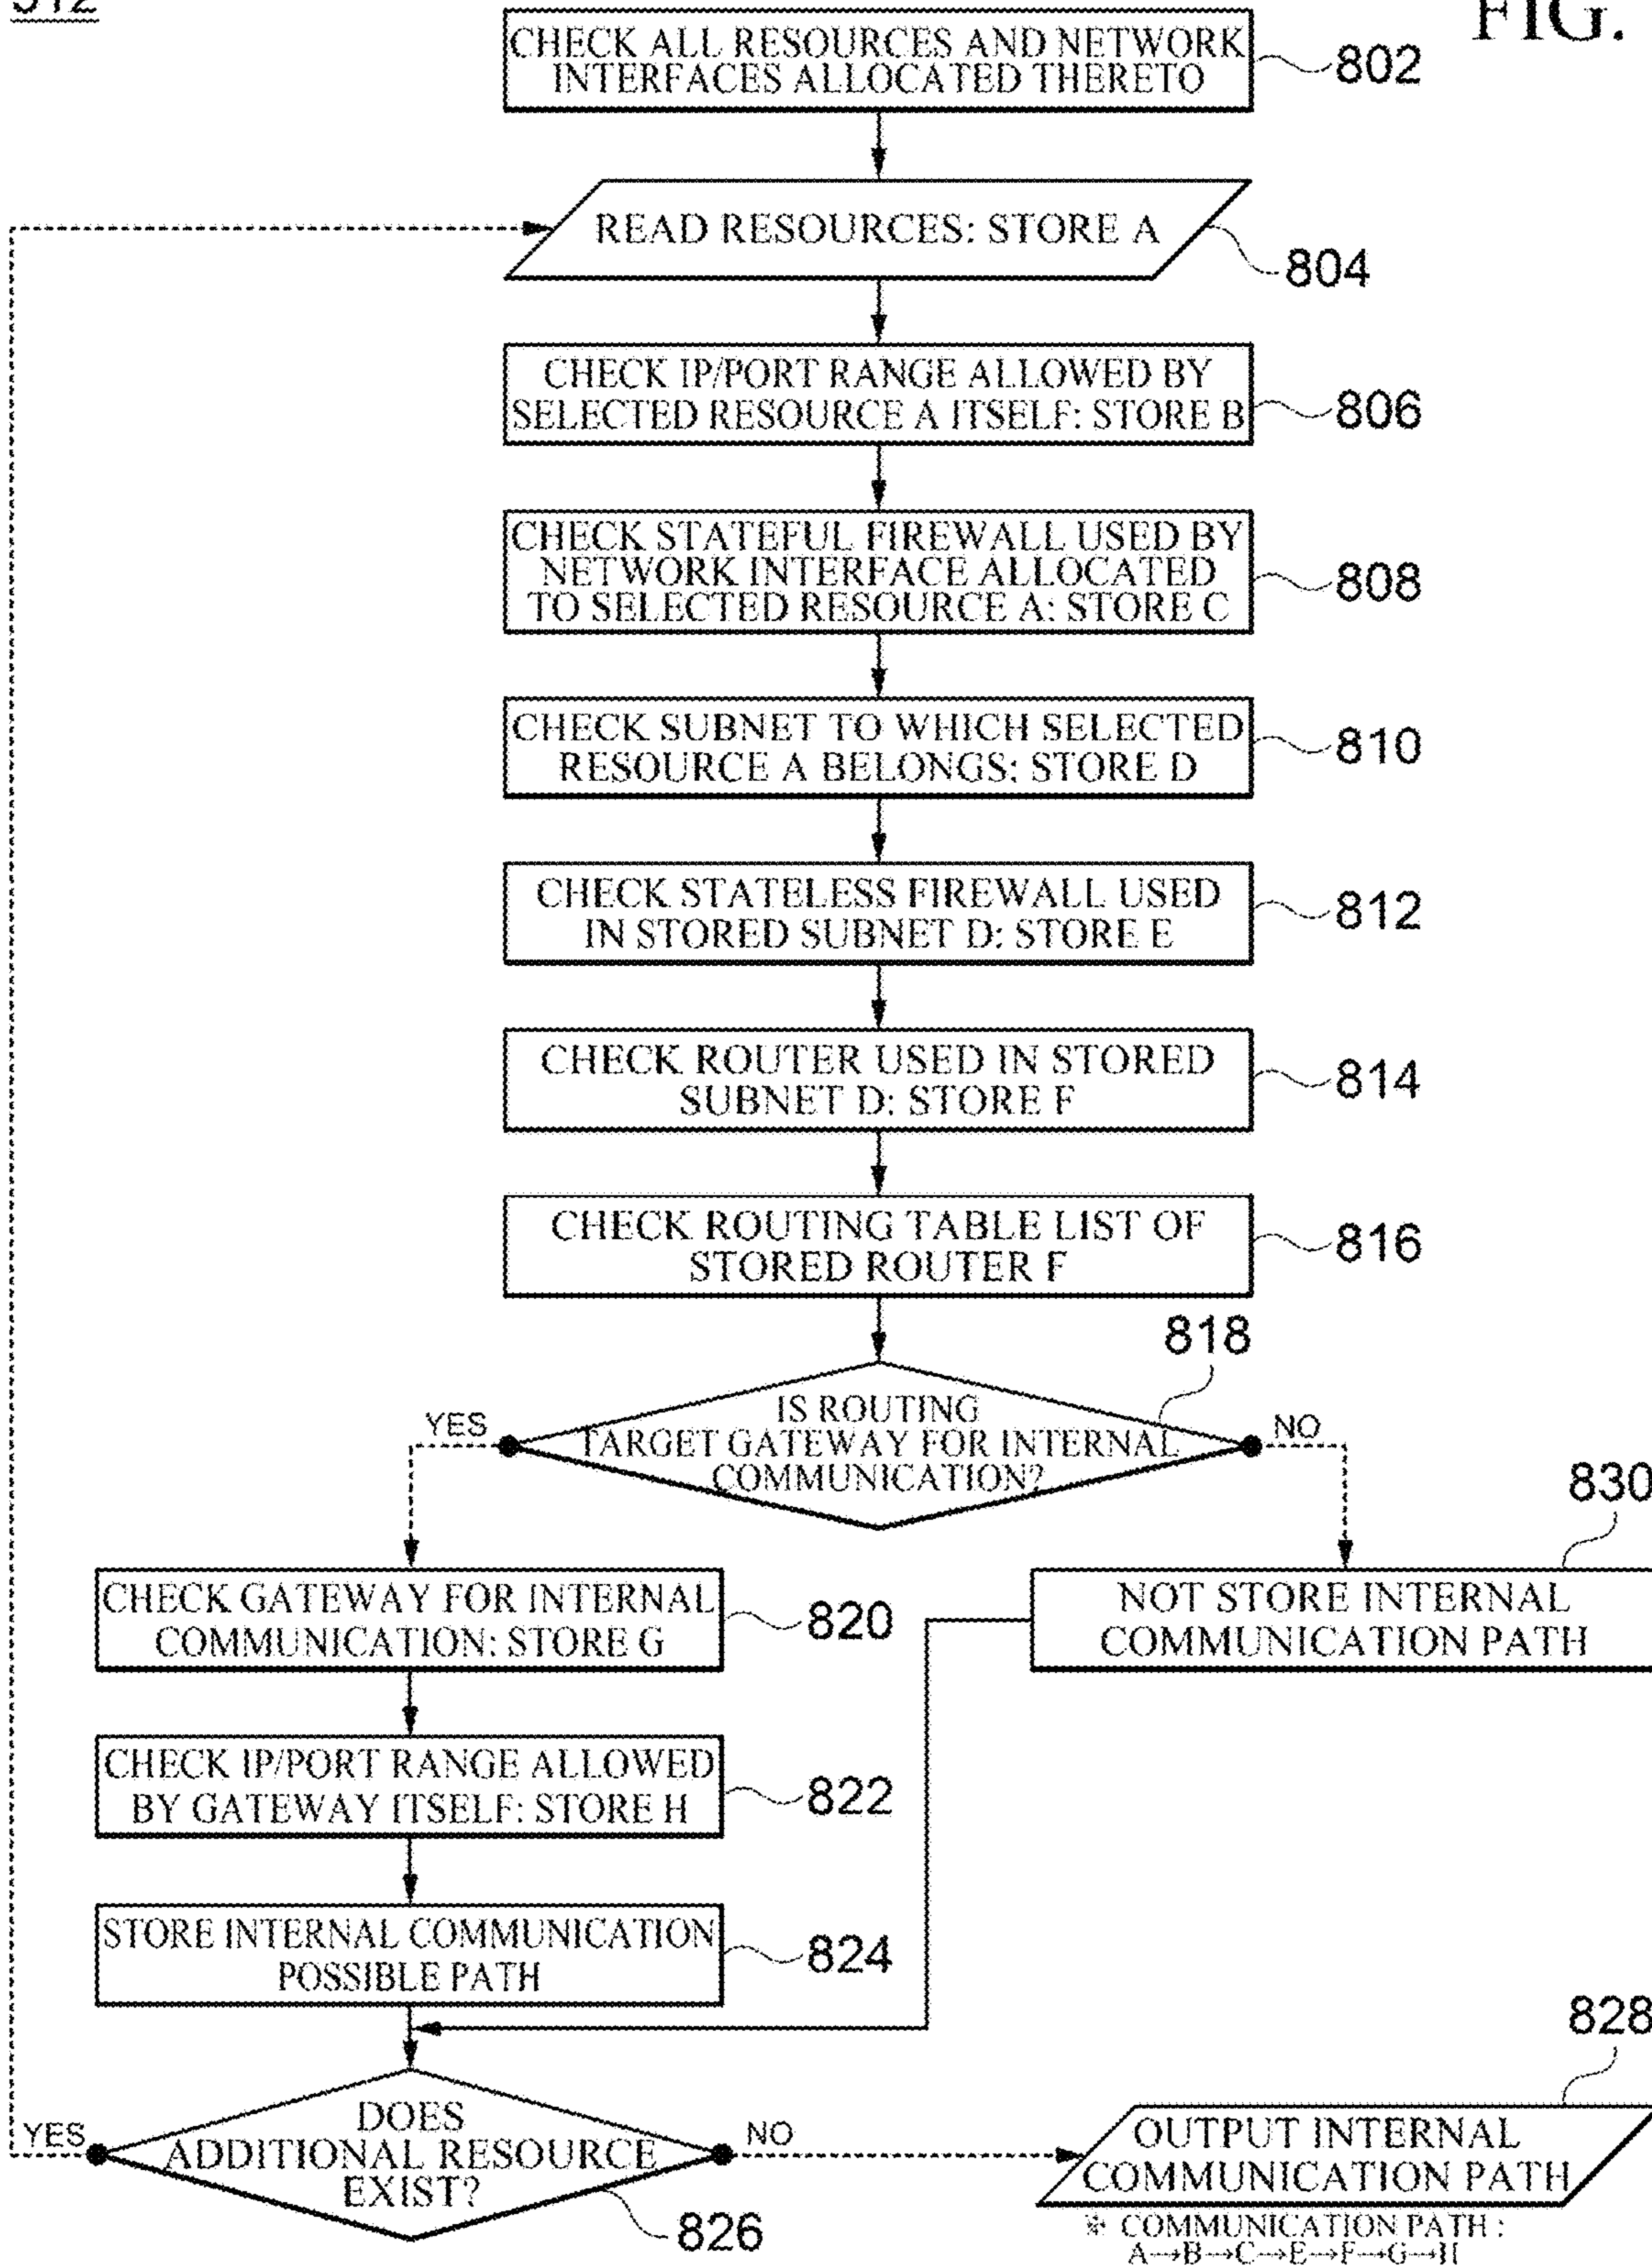 FIG.
CHECK ALL RESOURCES AND NETWORK
INTERFACES ALLOCATED THERETO
802
READ RESOURCES: STORE A
804
CHECK IP/PORT RANGE ALLOWED BY
SELECTED RESOURCE A ITSELF: STORE B
806
CHECK STATEFUL FIREWALL USED BY
NETWORK INTERFACE ALLOCATED
TO SELECTED RESOURCE A: STORE C
808
CHECK SUBNET TO WHICH SELECTED
RESOURCE A BELONGS: STORE D
810
CHECK STATELESS FIREWALL USED
IN STORED SUBNET D: STORE E
812
CHECK ROUTER USED IN STORED
SUBNET D: STORE F
814
CHECK ROUTING TABLE LIST OF
STORED ROUTER F
816
818
IS ROUTING
TARGET GATEWAY FOR INTERNAL
COMMUNICATION?
YES
NO
830
CHECK GATEWAY FOR INTERNAL
COMMUNICATION: STORE G
820
NOT STORE INTERNAL
COMMUNICATION PATH
CHECK IP/PORT RANGE ALLOWED
BY GATEWAY ITSELF: STORE H
822
STORE INTERNAL COMMUNICATION
POSSIBLE PATH
824
828
DOES
ADDITIONAL RESOURCE
EXIST?
YES
NO
826
OUTPUT INTERNAL
COMMUNICATION PATH
※ COMMUNICATION PATH :
A→B→C→E→F→G→H